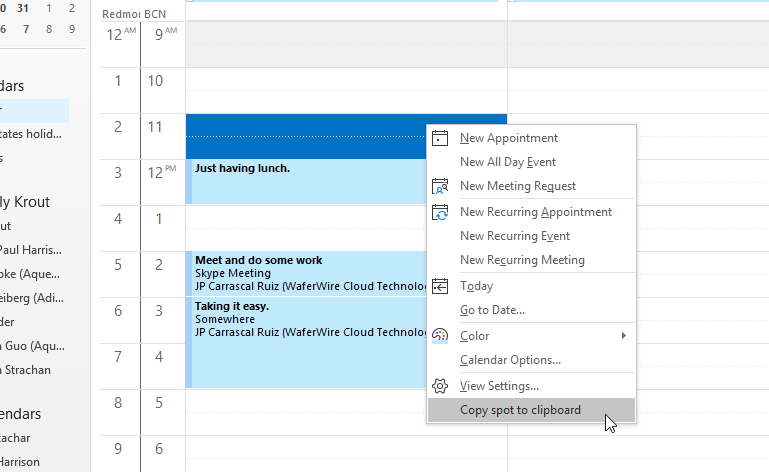 0 31 1 2
6 7 8 9
dars
tates holid...
s
ly Krout
ut
Paul Harris...
oke (Aque...
eiberg (Adi...
der
Guo (Aqu...
Strachan
endars
achar
Harrison
Redmo BCN
12 AM 9 AM
1 10
2 11
3 12 PM
4 1
5 2
6 3
7 4
8 5
9 6
Just having lunch.
Meet and do some work
Skype Meeting
JP Carrascal Ruiz (WaferWire Cloud Technolo
Taking it easy.
Somewhere
JP Carrascal Ruiz (WaferWire Cloud Technolo
New Appointment
New All Day Event
New Meeting Request
New Recurring Appointment
New Recurring Event
New Recurring Meeting
Today
Go to Date...
Color
Calendar Options...
View Settings...
Copy spot to clipboard